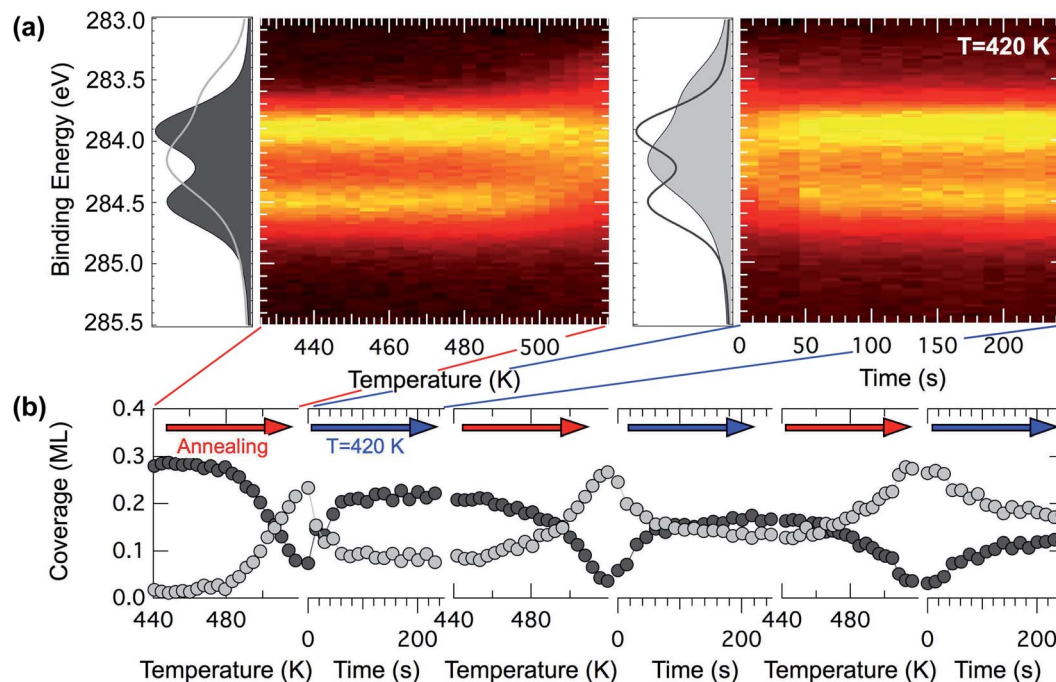 (a)
283.0
283.5
284.0
284.5
285.0
285.5
Binding Energy (eV)
T=420 K
440 460 480 500
Temperature (K)
0 50 100 150 200
Time (s)
(b)
0.4
0.3
0.2
0.1
0.0
Coverage (ML)
Annealing
T=420 K
440 480 0 200 480 0 200 440 480 0 200
Temperature (K) Time (s) Temperature (K) Time (s) Temperature (K) Time (s)